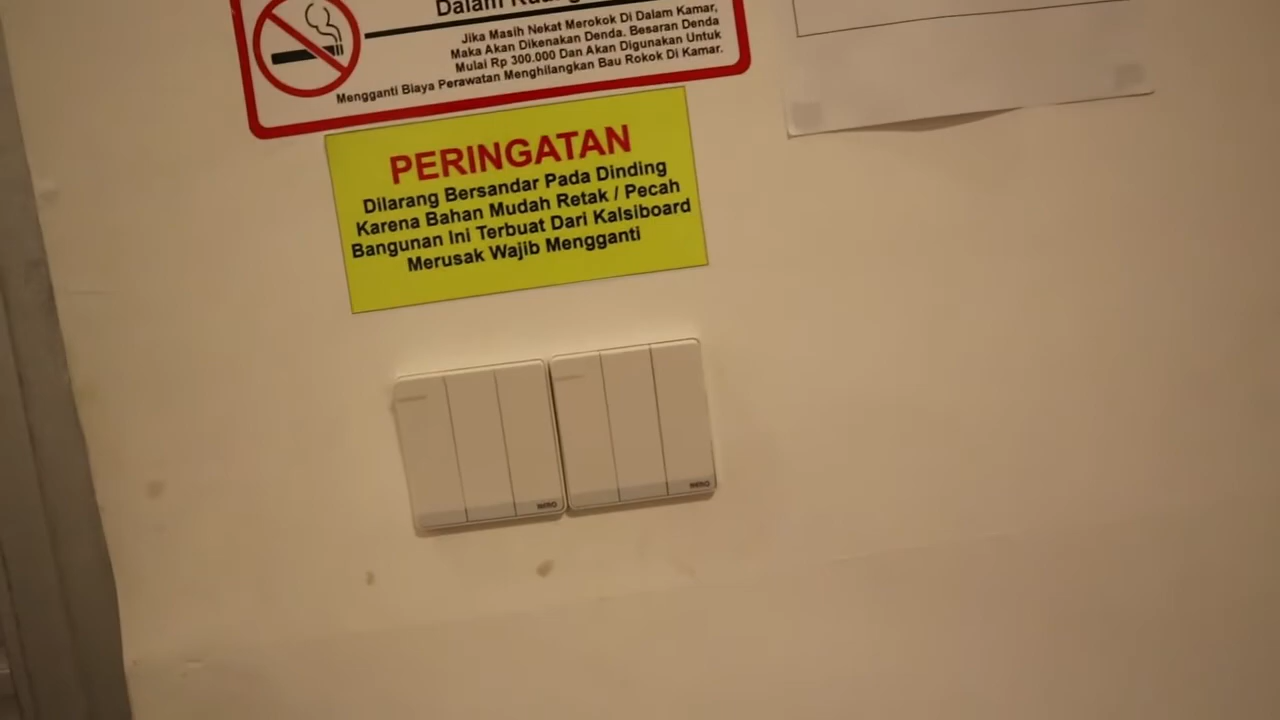 Dalam
Jika Masih Nekat Merokok Di Dalam Kamar,
Maka Akan Dikenakan Denda. Besaran Denda
Mulai Rp 300.000 Dan Akan Digunakan Untuk
Mengganti Biaya Perawatan Menghilangkan Bau Rokok Di Kamar.
PERINGATAN
Dilarang Bersandar Pada Dinding
Karena Bahan Mudah Retak / Pecah
Bangunan Ini Terbuat Dari Kalsiboard
Merusak Wajib Mengganti